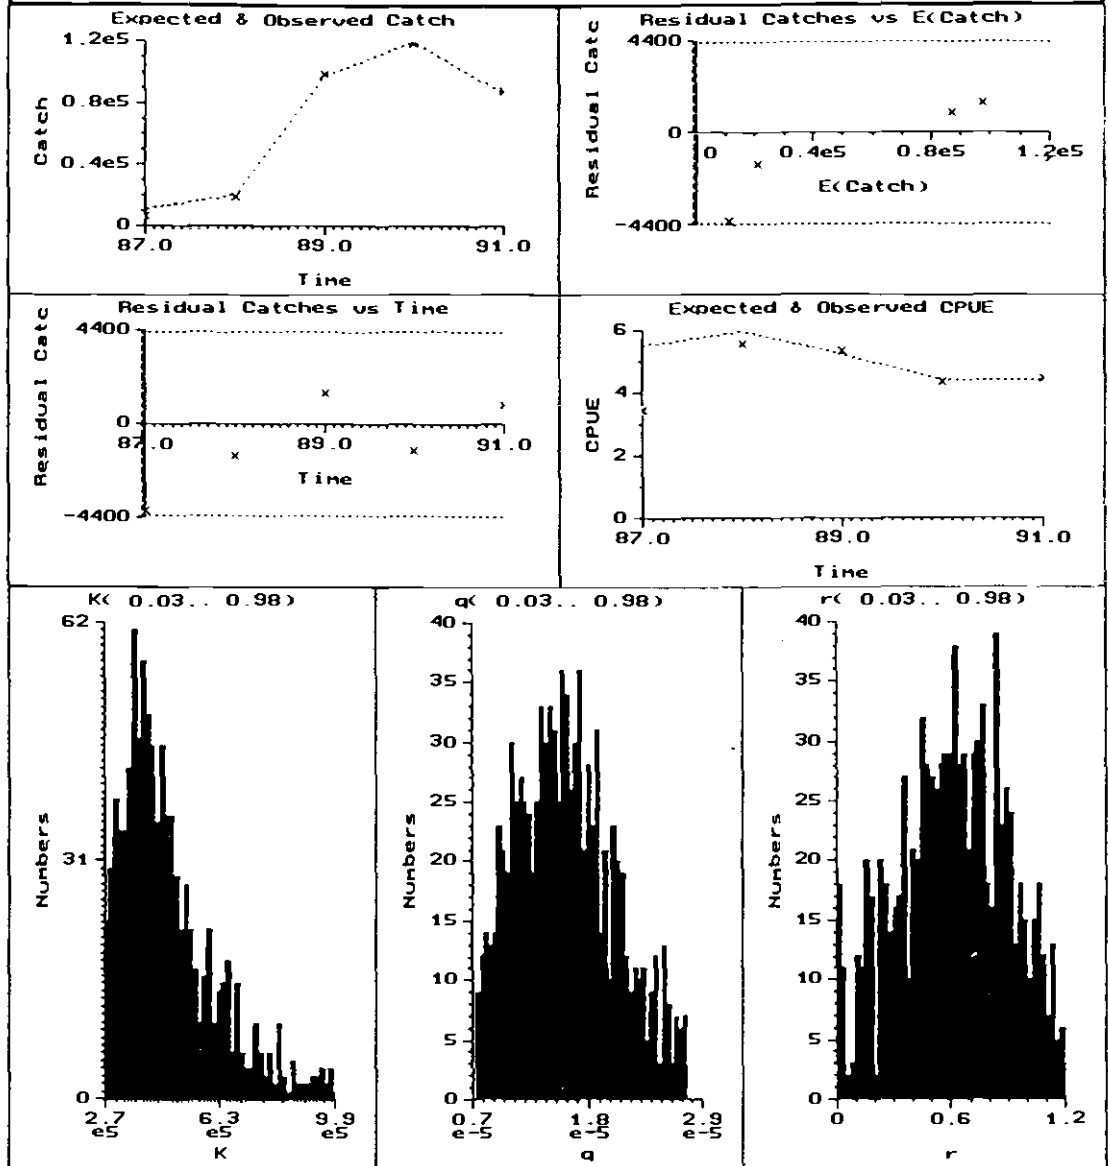 Expected & Observed Catch
1.2e5
0.8e5
0.4e5
0
Catch
87.0 89.0 91.0
Time
Residual Catches vs E(Catch)
4400
0
-4400
Residual Catc
0 0.4e5 0.8e5 1.2e5
E(Catch)
Residual Catches vs Time
4400
0
-4400
Residual Catc
87.0 89.0 91.0
Time
Expected & Observed CPUE
6
4
2
0
CPUE
87.0 89.0 91.0
Time
K( 0.03.. 0.98)
62
31
0
Numbers
2.7 6.3 9.9
e5 e5 e5
K
q( 0.03.. 0.98)
40
35
30
25
20
15
10
5
0
Numbers
0.7 1.8 2.9
e-5 e-5 e-5
q
r( 0.03.. 0.98)
40
35
30
25
20
15
10
5
0
Numbers
0 0.6 1.2
r